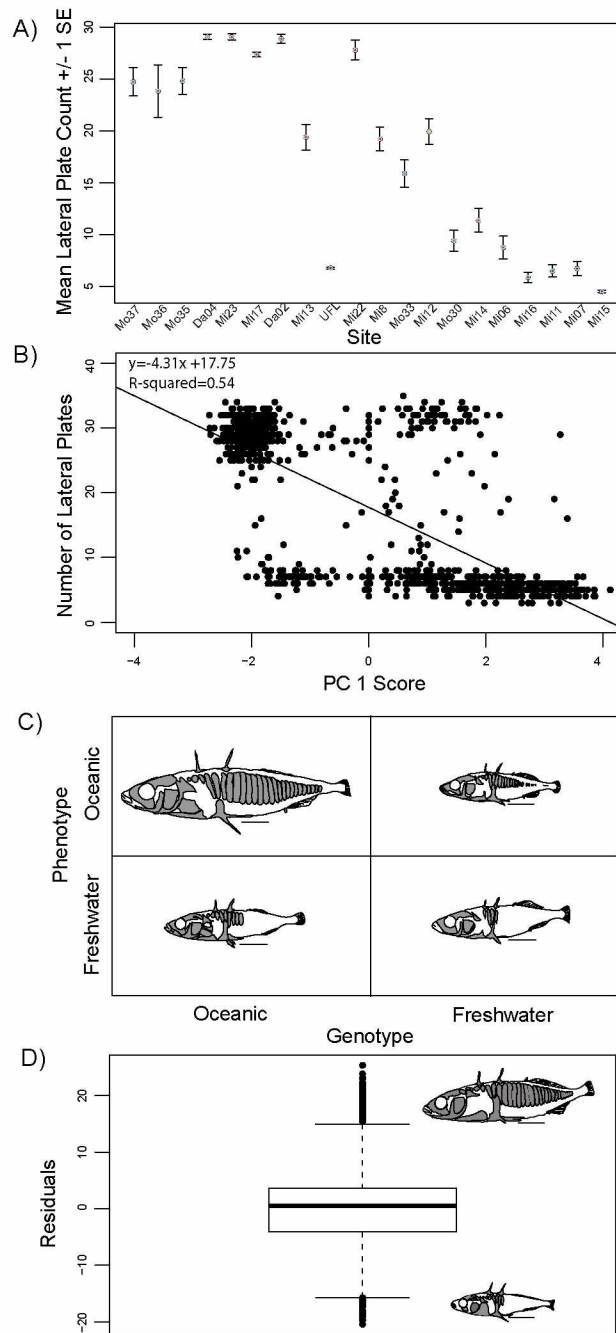 A)
Mean Lateral Plate Count +/- 1 SE
30
25
20
15
10
5
Mo37 Mo36 Mo35 Da04 Mi23 Mi17 Da02 Mi13 UFL Mi22 Mi8 Mo33 Mi12 Mo30 Mi14 Mi06 Mi16 Mi11 Mi07 Mi15
Site
B)
y=-4.31x +17.75
R-squared=0.54
Number of Lateral Plates
40
30
20
10
0
−4 −2 0 2 4
PC 1 Score
C)
Phenotype
Oceanic
Freshwater
Oceanic Freshwater
Genotype
D)
Residuals
20
10
0
−10
−20